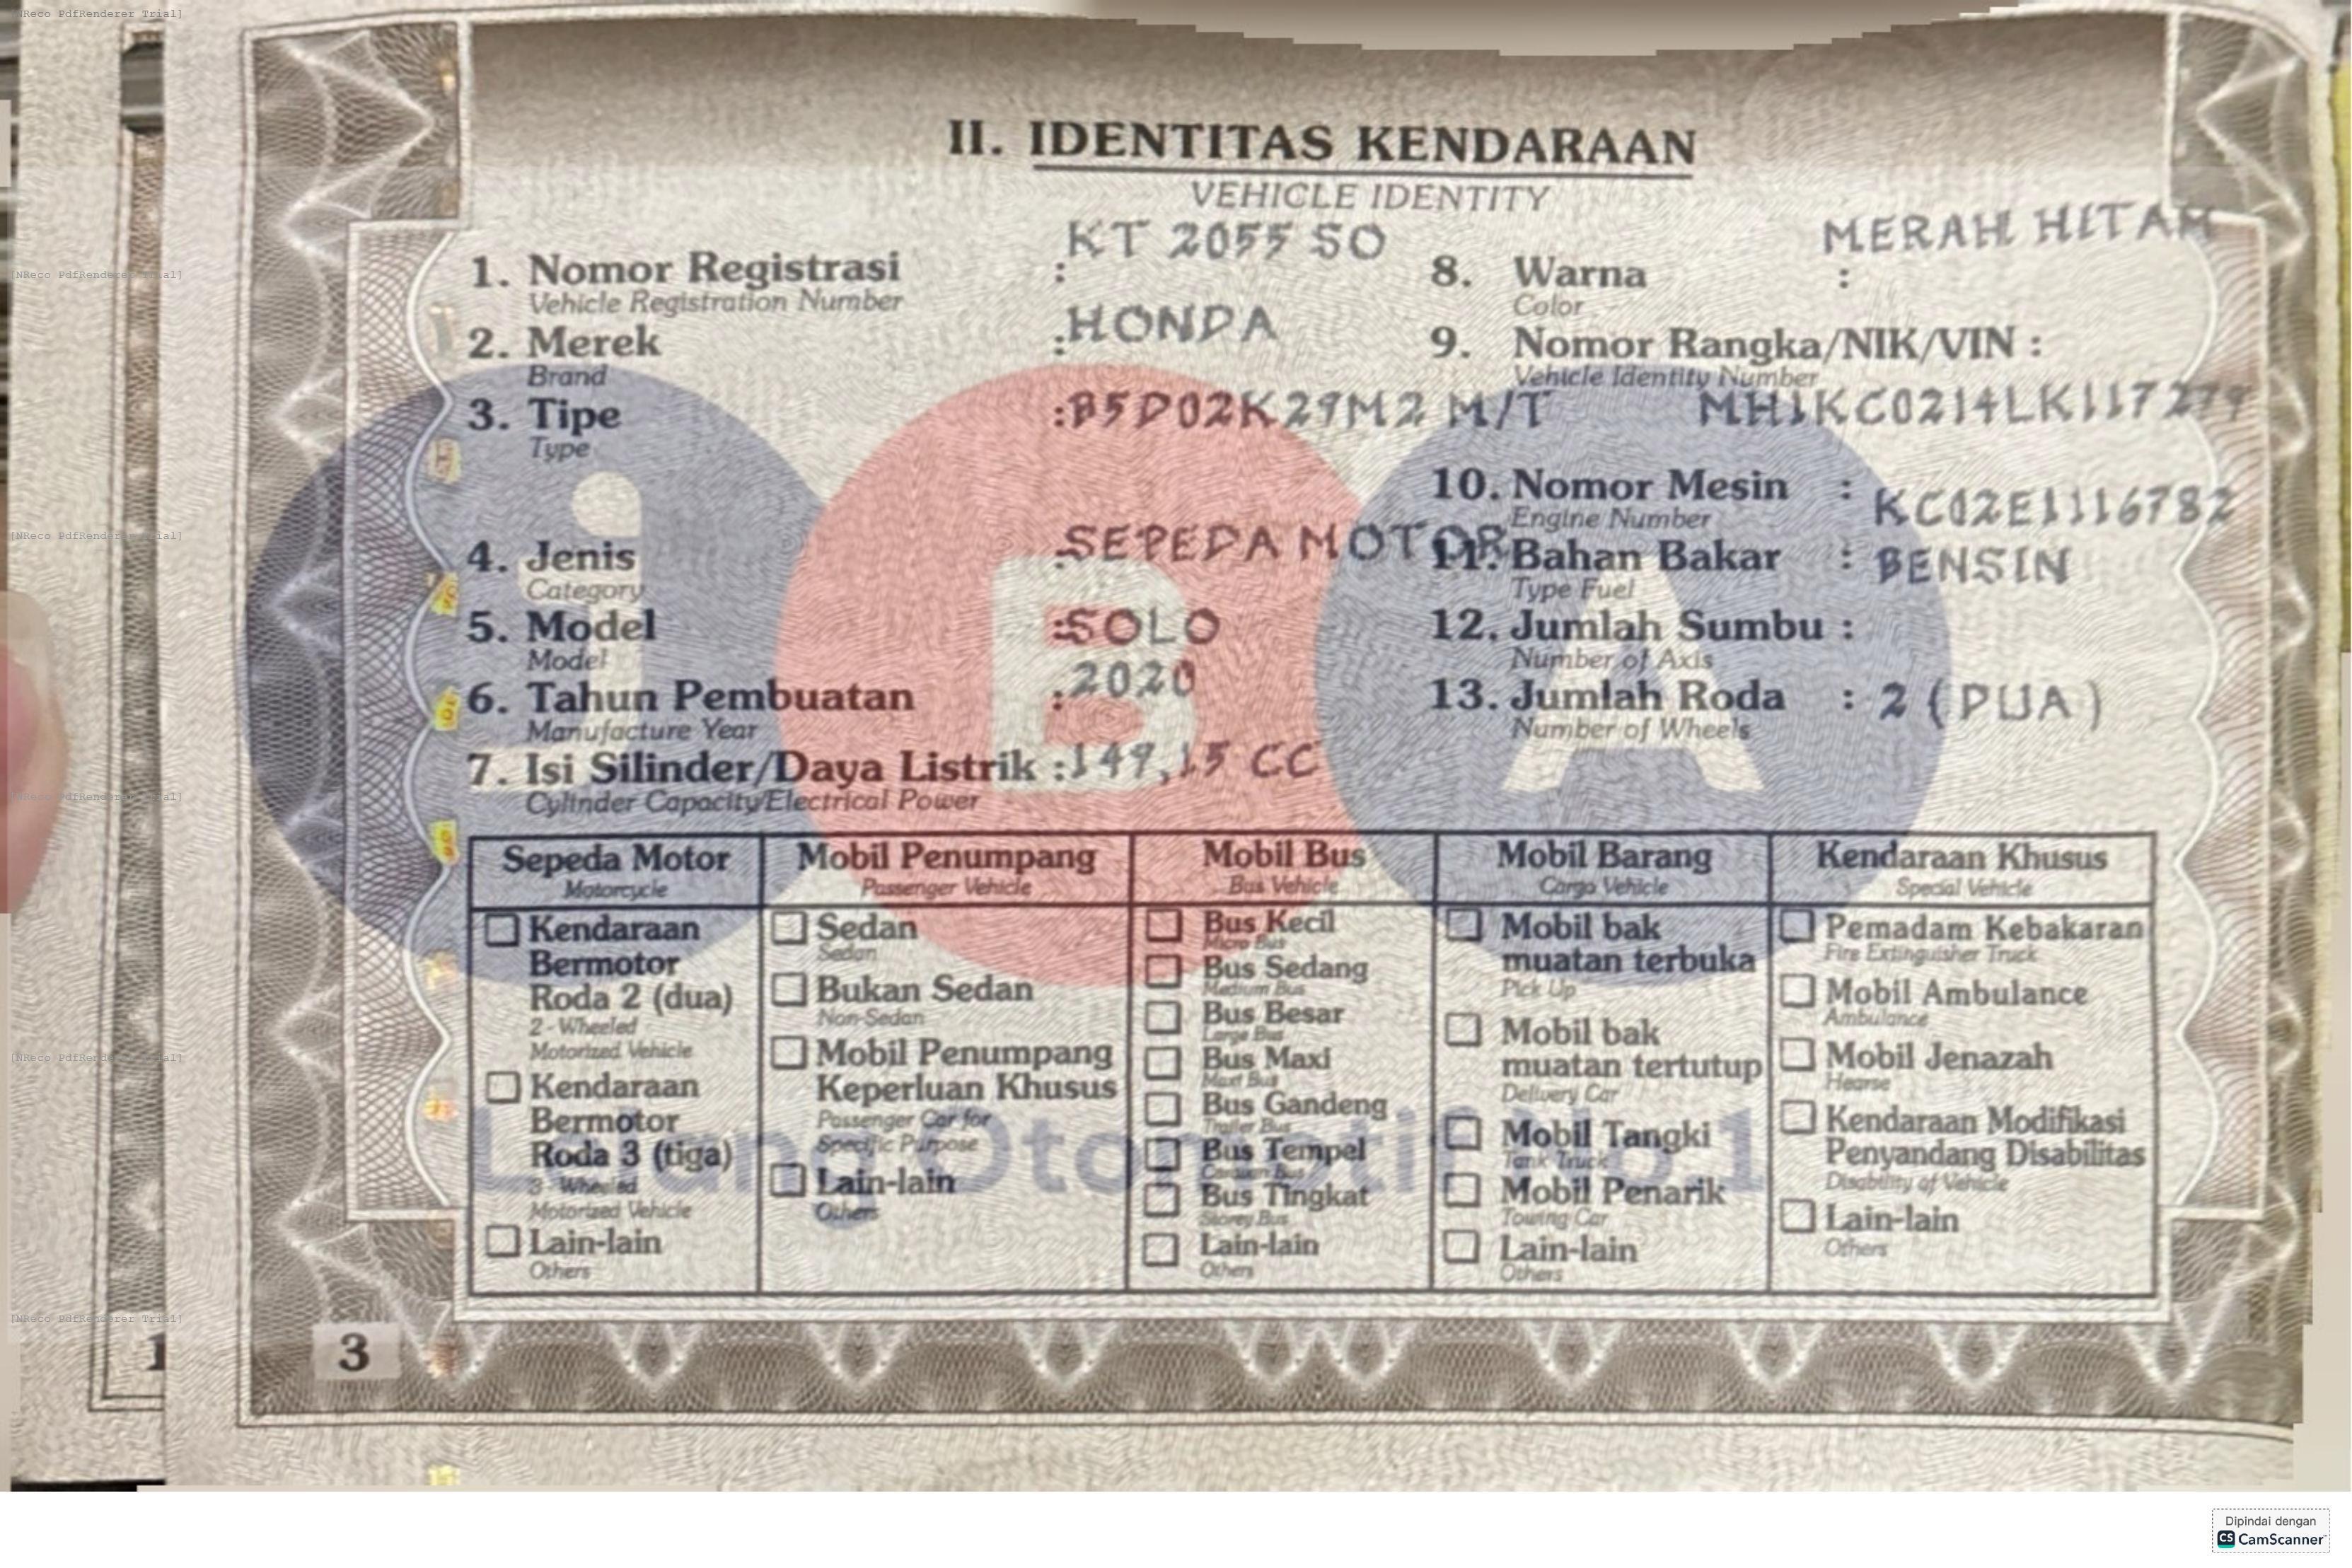 [NReco PdfRenderer Trial]
II. IDENTITAS KENDARAAN
VEHICLE IDENTITY
1. Nomor Registrasi : KT 2055 SO
Vehicle Registration Number
2. Merek : HONDA
Brand
3. Tipe : B5D02K29M2 M/T
Type
4. Jenis : SEPEDA MOTOR
Category
5. Model : SOLO
Model
6. Tahun Pembuatan : 2020
Manufacture Year
7. Isi Silinder/Daya Listrik : 149,15 CC
Cylinder Capacity/Electrical Power
8. Warna : MERAH HITAM
Color
9. Nomor Rangka/NIK/VIN :
Vehicle Identity Number
MH1KC0214LK117279
10. Nomor Mesin : KC02E1116782
Engine Number
11. Bahan Bakar : BENSIN
Type Fuel
12. Jumlah Sumbu :
Number of Axis
13. Jumlah Roda : 2 (DUA)
Number of Wheels
iBA
Sepeda Motor
Motorcycle
Kendaraan
Bermotor
Roda 2 (dua)
2 - Wheeled
Motorized Vehicle
Kendaraan
Bermotor
Roda 3 (tiga)
3 - Wheeled
Motorized Vehicle
Lain-lain
Others
Mobil Penumpang
Passenger Vehicle
Sedan
Sedan
Bukan Sedan
Non-Sedan
Mobil Penumpang
Keperluan Khusus
Passenger Car for
Specific Purpose
Lain-lain
Others
Mobil Bus
Bus Vehicle
Bus Kecil
Micro Bus
Bus Sedang
Medium Bus
Bus Besar
Large Bus
Bus Maxi
Maxi Bus
Bus Gandeng
Trailer Bus
Bus Tempel
Caravan Bus
Bus Tingkat
Storey Bus
Lain-lain
Others
Mobil Barang
Cargo Vehicle
Mobil bak
muatan terbuka
Pick Up
Mobil bak
muatan tertutup
Delivery Car
Mobil Tangki
Tank Truck
Mobil Penarik
Towing Car
Lain-lain
Others
Kendaraan Khusus
Special Vehicle
Pemadam Kebakaran
Fire Extinguisher Truck
Mobil Ambulance
Ambulance
Mobil Jenazah
Hearse
Kendaraan Modifikasi
Penyandang Disabilitas
Disability of Vehicle
Lain-lain
Others
3
Dipindai dengan
CS CamScanner